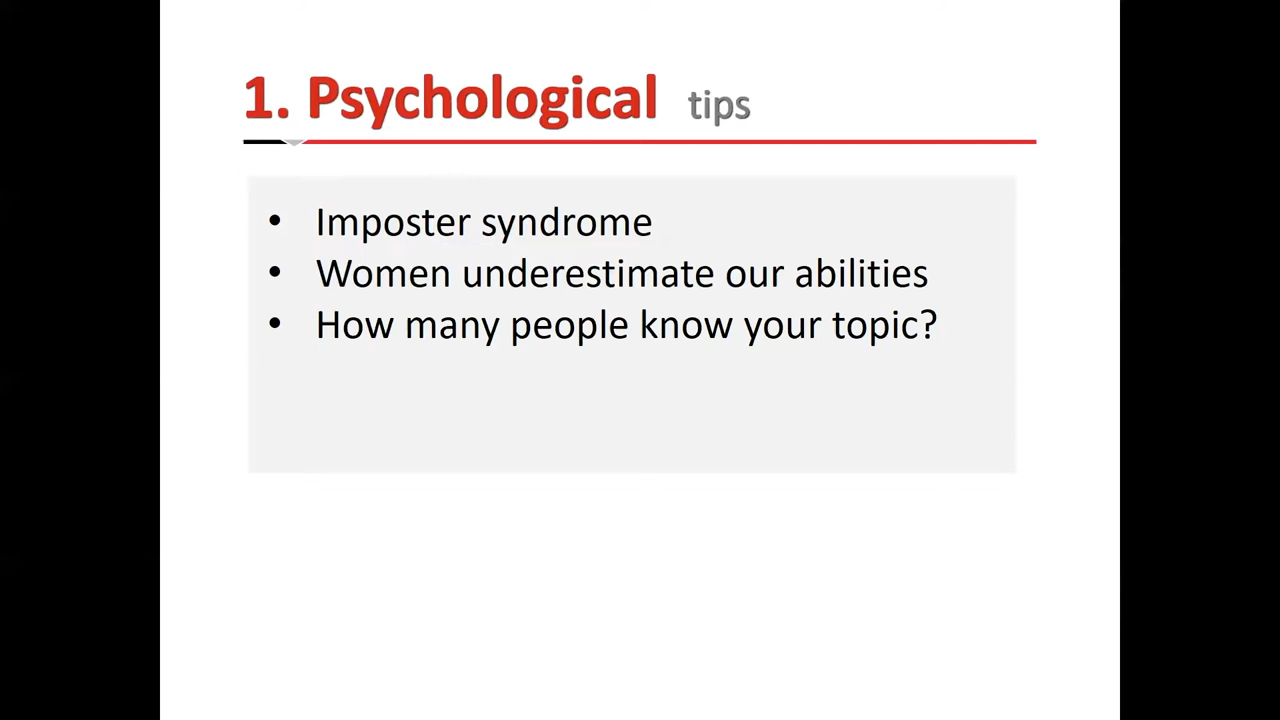 1. Psychological tips
• Imposter syndrome
• Women underestimate our abilities
• How many people know your topic?